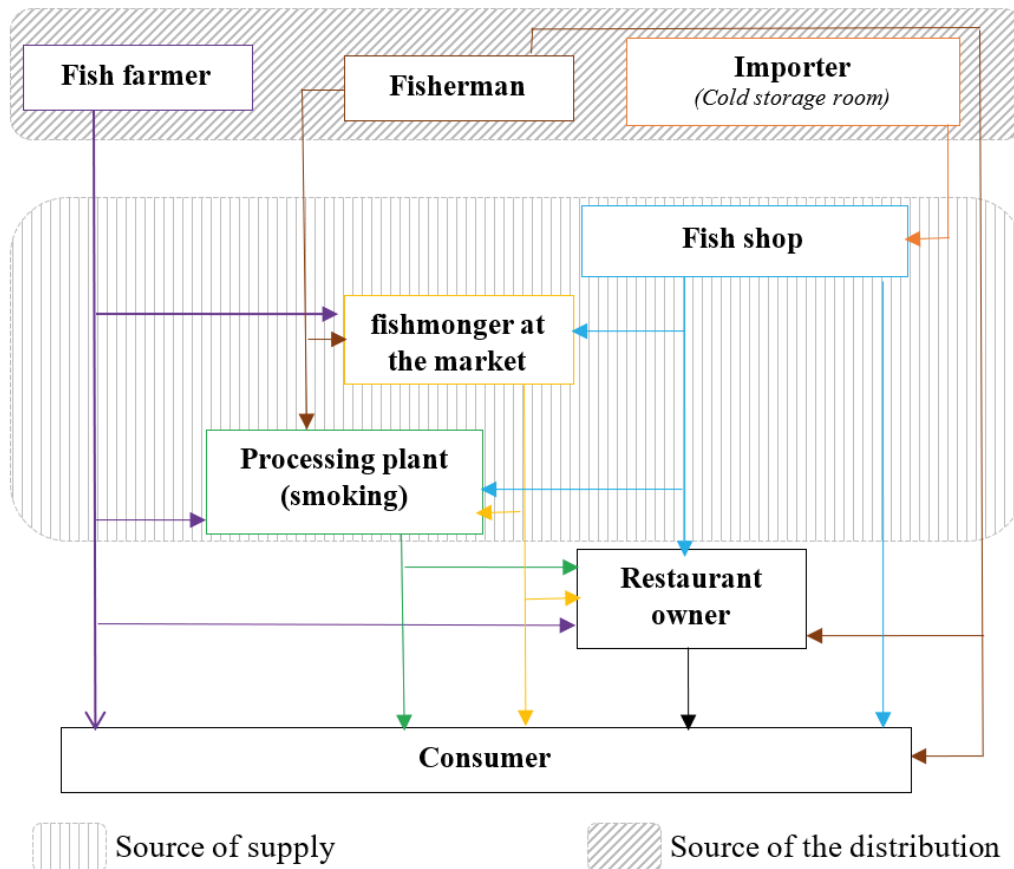 Fish farmer
Fisherman
Importer
(Cold storage room)
Fish shop
fishmonger at
the market
Processing plant
(smoking)
Restaurant
owner
Consumer
Source of supply
Source of the distribution